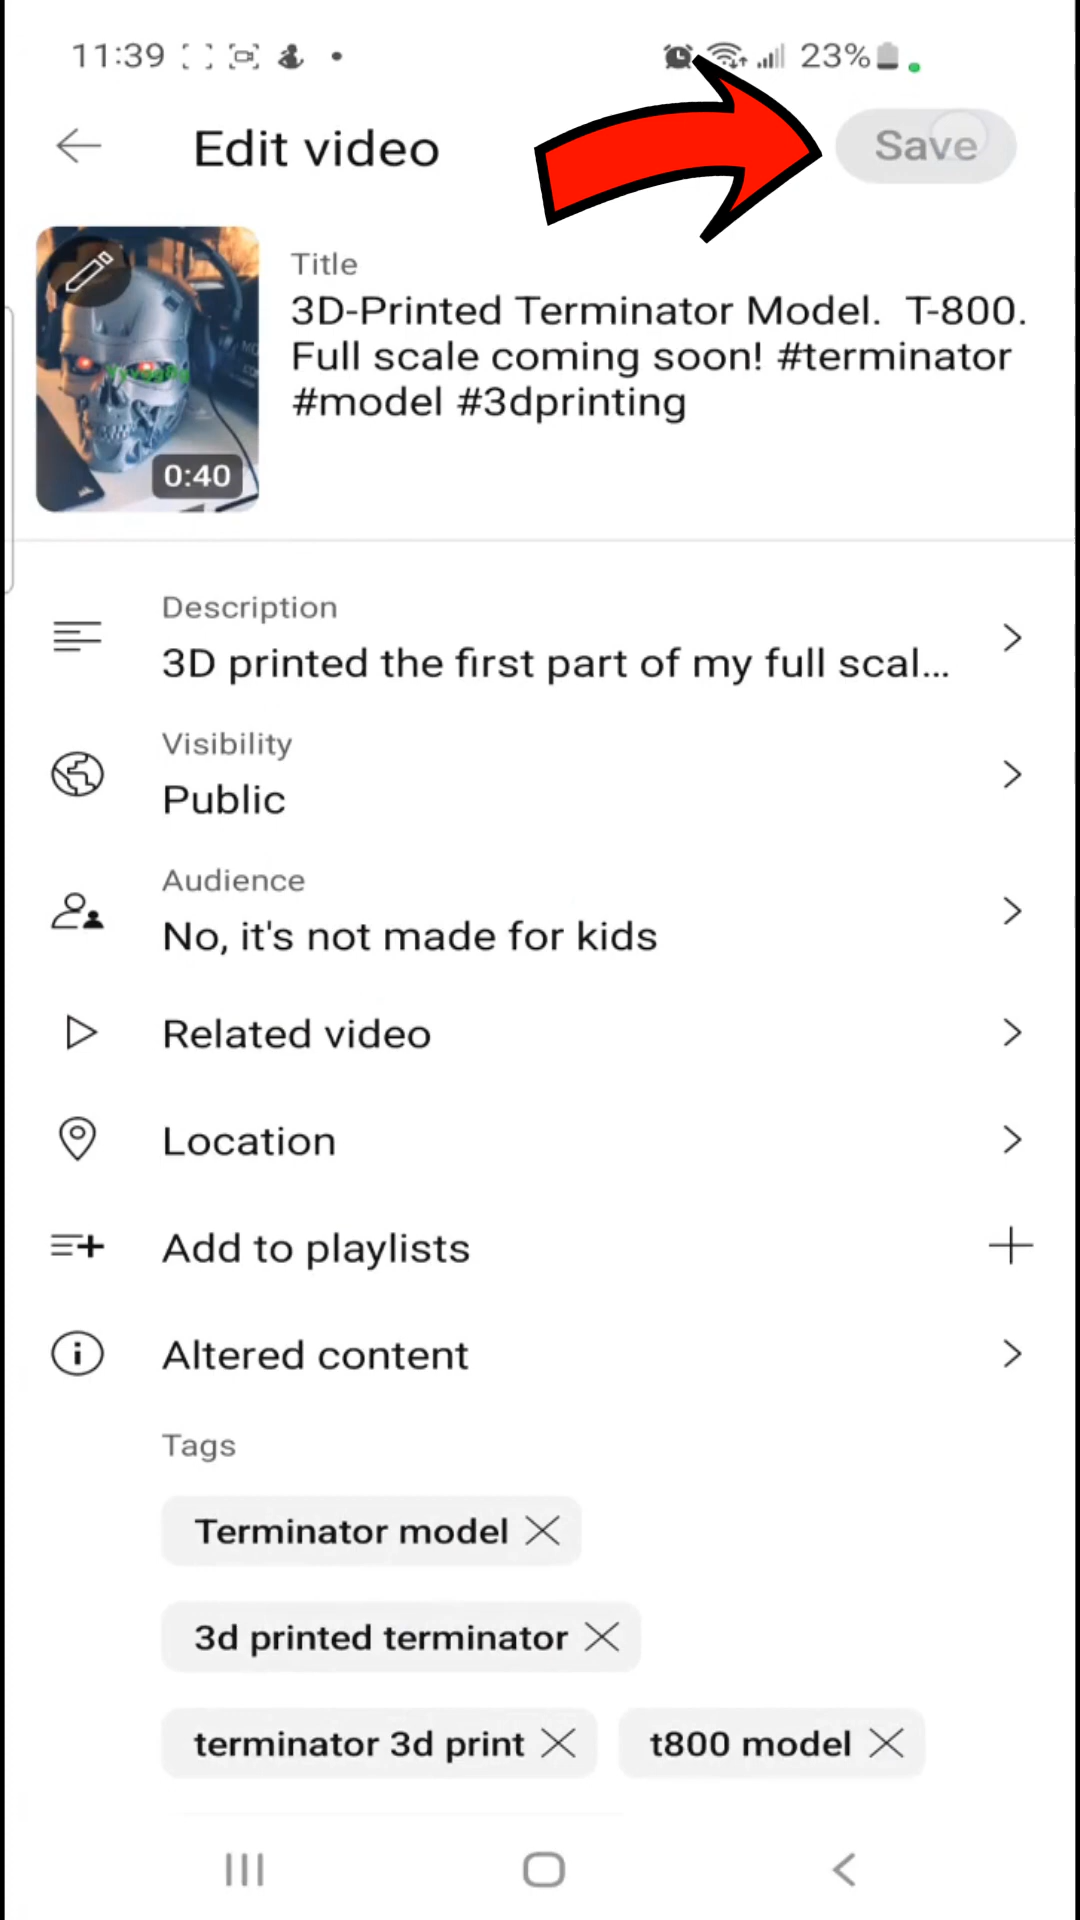 11:39
23%
Edit video
Save
Title
3D-Printed Terminator Model.  T-800.
Full scale coming soon! #terminator
#model #3dprinting
0:40
Description
3D printed the first part of my full scal...
Visibility
Public
Audience
No, it's not made for kids
Related video
Location
Add to playlists
Altered content
Tags
Terminator model
3d printed terminator
terminator 3d print
t800 model